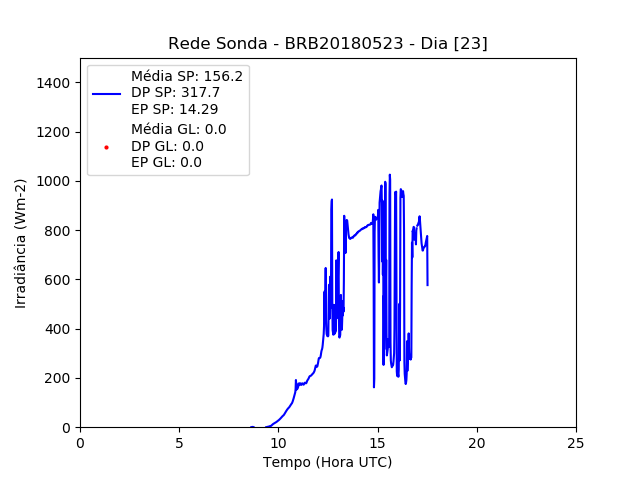 Rede Sonda - BRB20180523 - Dia [23]
Média SP: 156.2
DP SP: 317.7
EP SP: 14.29
Média GL: 0.0
DP GL: 0.0
EP GL: 0.0
Irradiância (Wm-2)
1400
1200
1000
800
600
400
200
0
0 5 10 15 20 25
Tempo (Hora UTC)